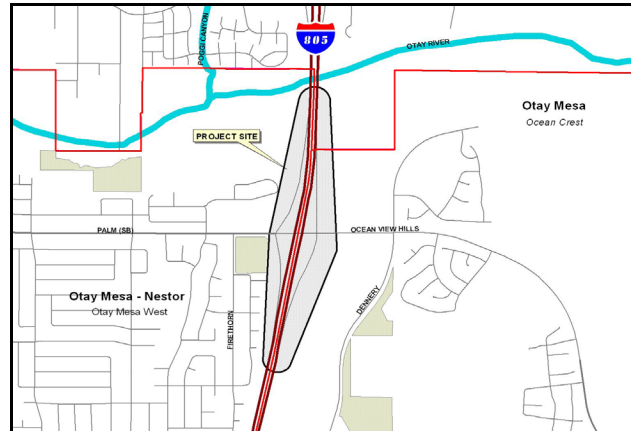 POGGI CANYON
805
OTAY RIVER
Otay Mesa
Ocean Crest
PROJECT SITE
PALM (SB)
OCEAN VIEW HILLS
Otay Mesa - Nestor
Otay Mesa West
FIRETHORN
DENNERY